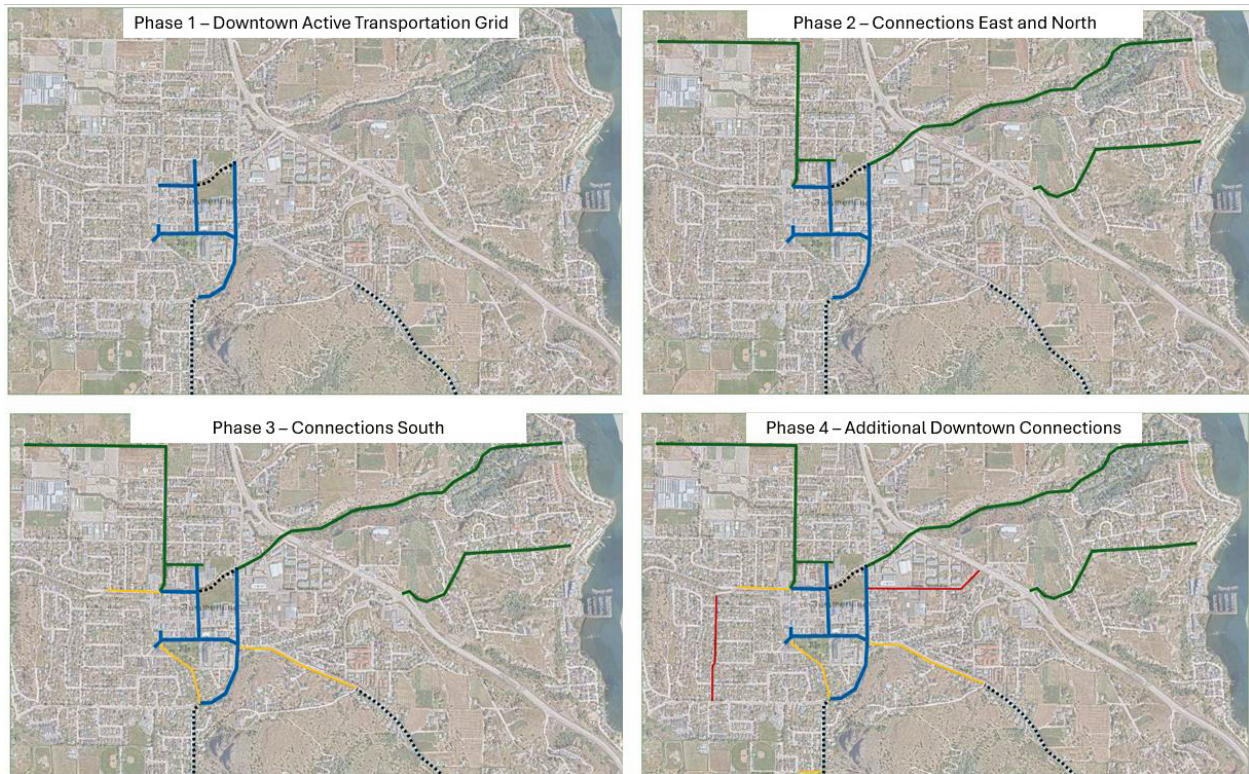 Phase 1 – Downtown Active Transportation Grid
Phase 2 – Connections East and North
Phase 3 – Connections South
Phase 4 – Additional Downtown Connections